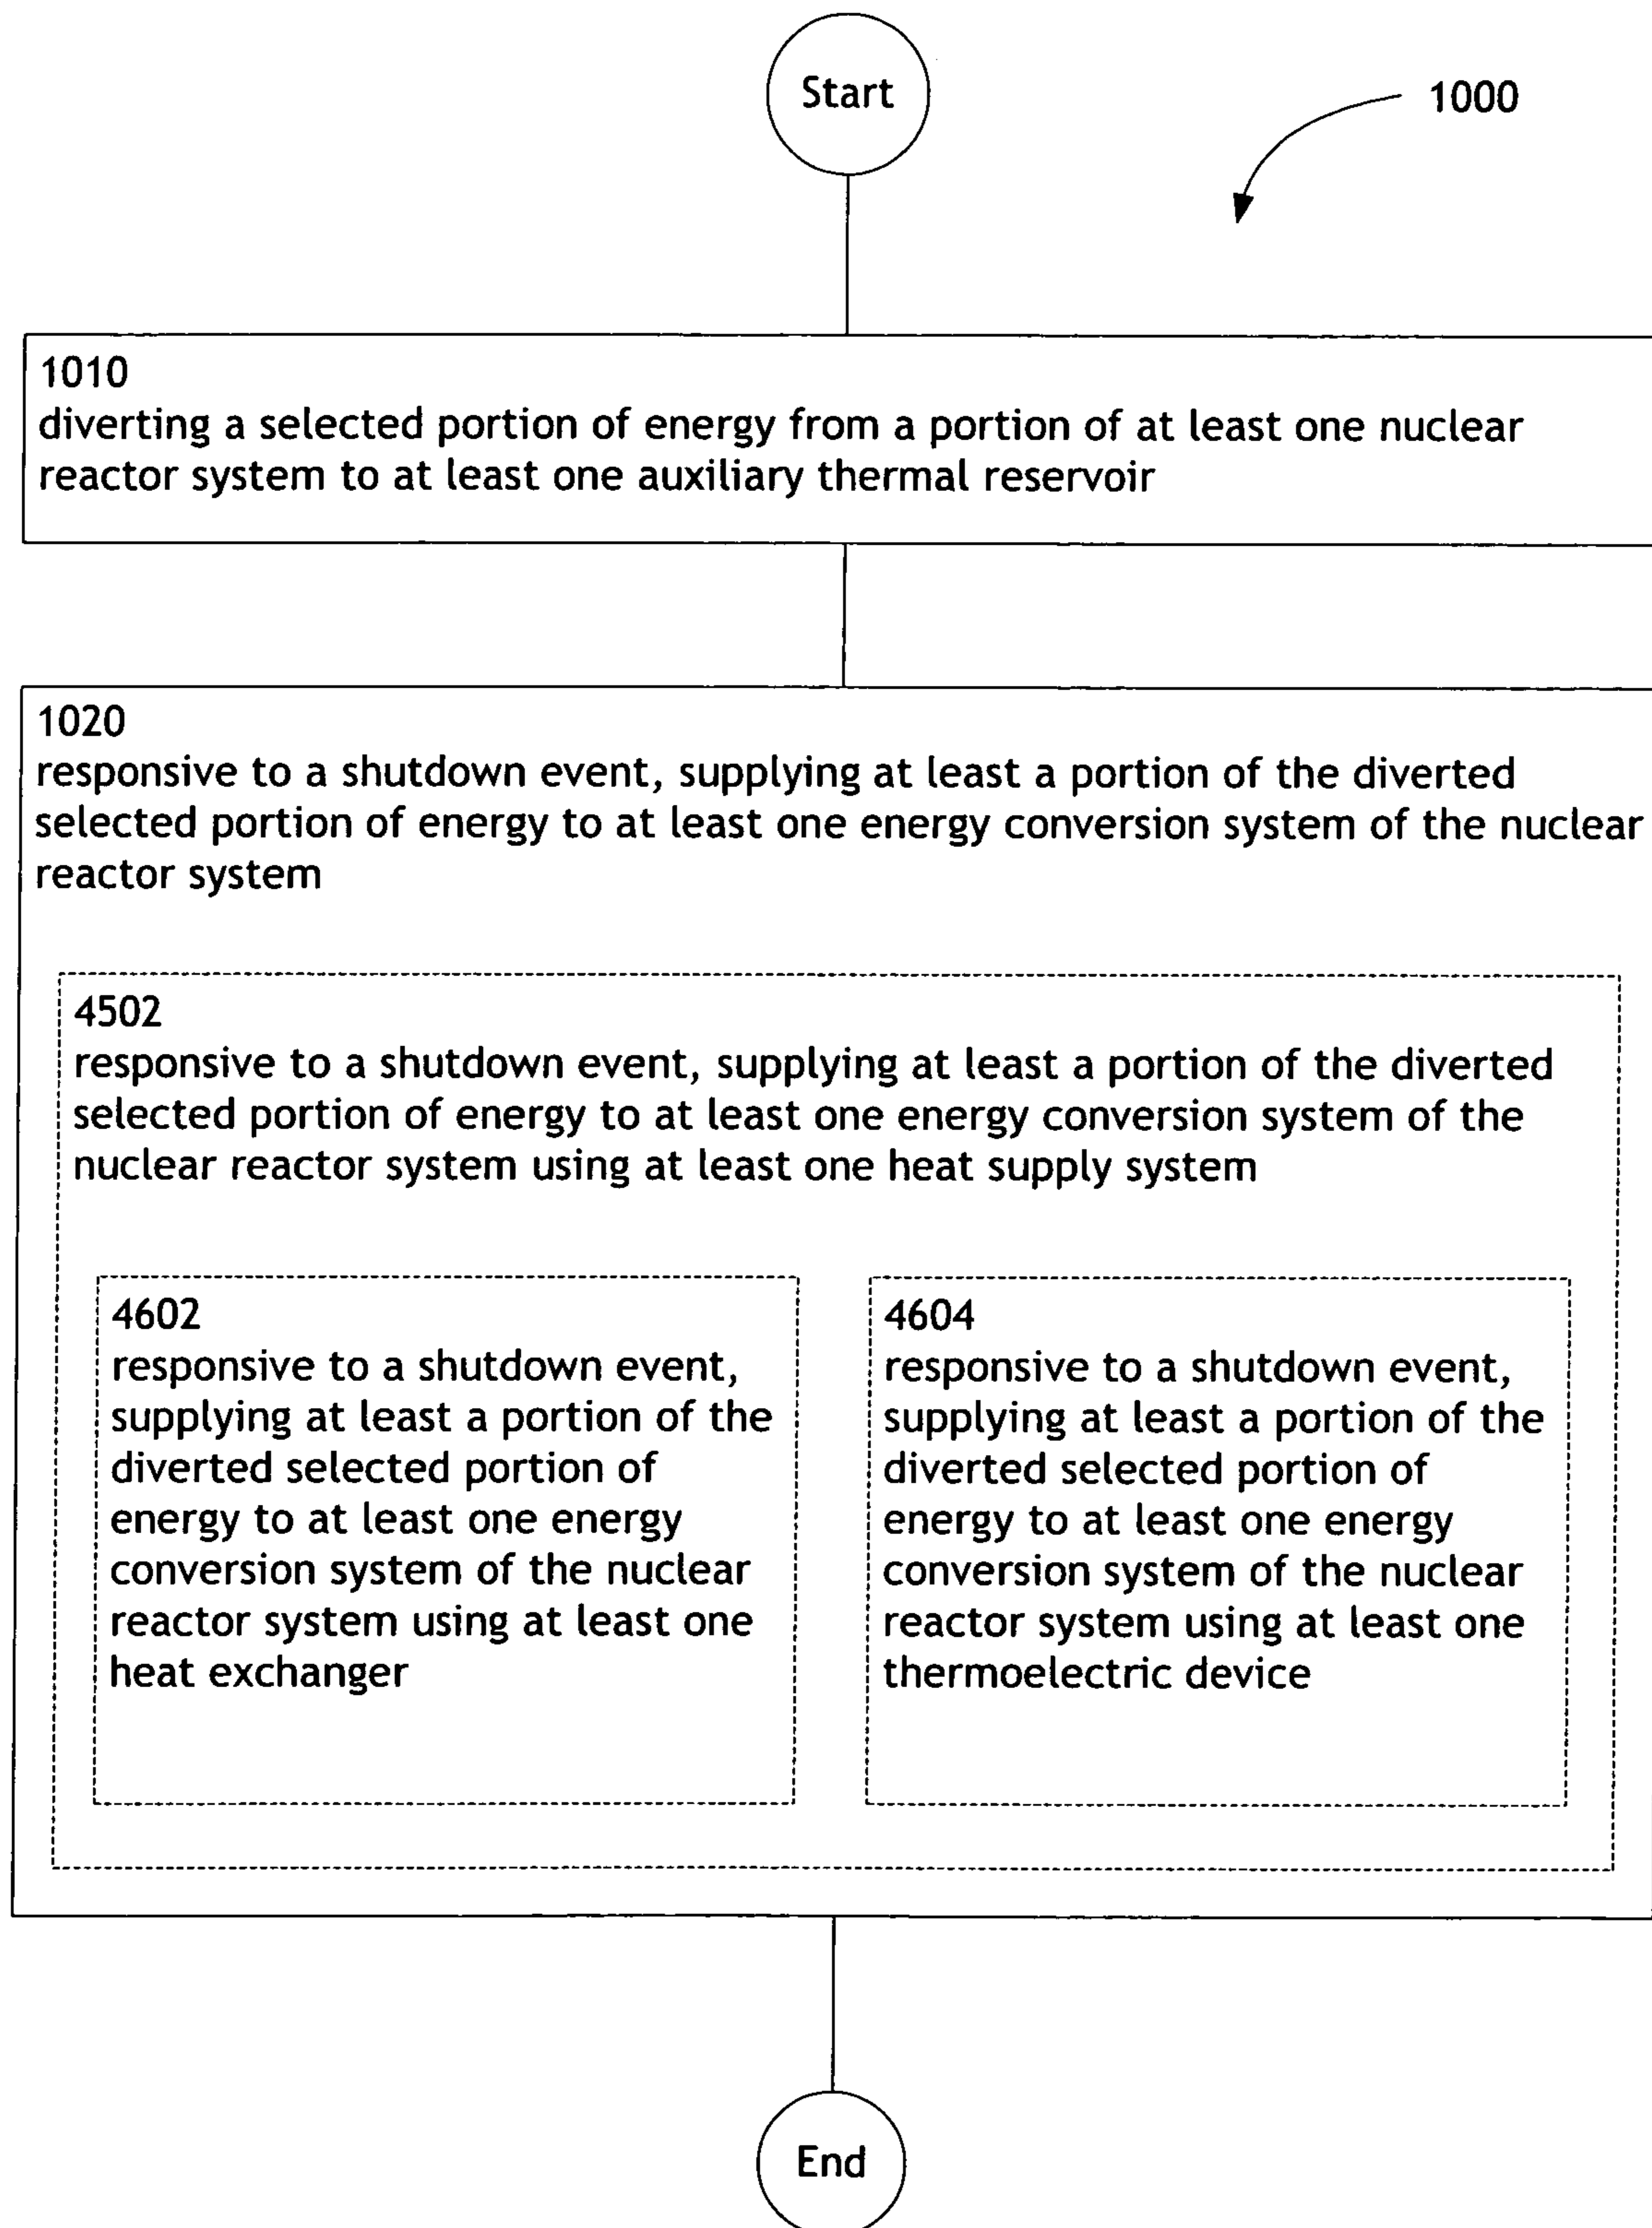 Start
1000
1010
diverting a selected portion of energy from a portion of at least one nuclear
reactor system to at least one auxiliary thermal reservoir
1020
responsive to a shutdown event, supplying at least a portion of the diverted
selected portion of energy to at least one energy conversion system of the nuclear
reactor system
4502
responsive to a shutdown event, supplying at least a portion of the diverted
selected portion of energy to at least one energy conversion system of the
nuclear reactor system using at least one heat supply system
4602
responsive to a shutdown event,
supplying at least a portion of the
diverted selected portion of
energy to at least one energy
conversion system of the nuclear
reactor system using at least one
heat exchanger
4604
responsive to a shutdown event,
supplying at least a portion of the
diverted selected portion of
energy to at least one energy
conversion system of the nuclear
reactor system using at least one
thermoelectric device
End